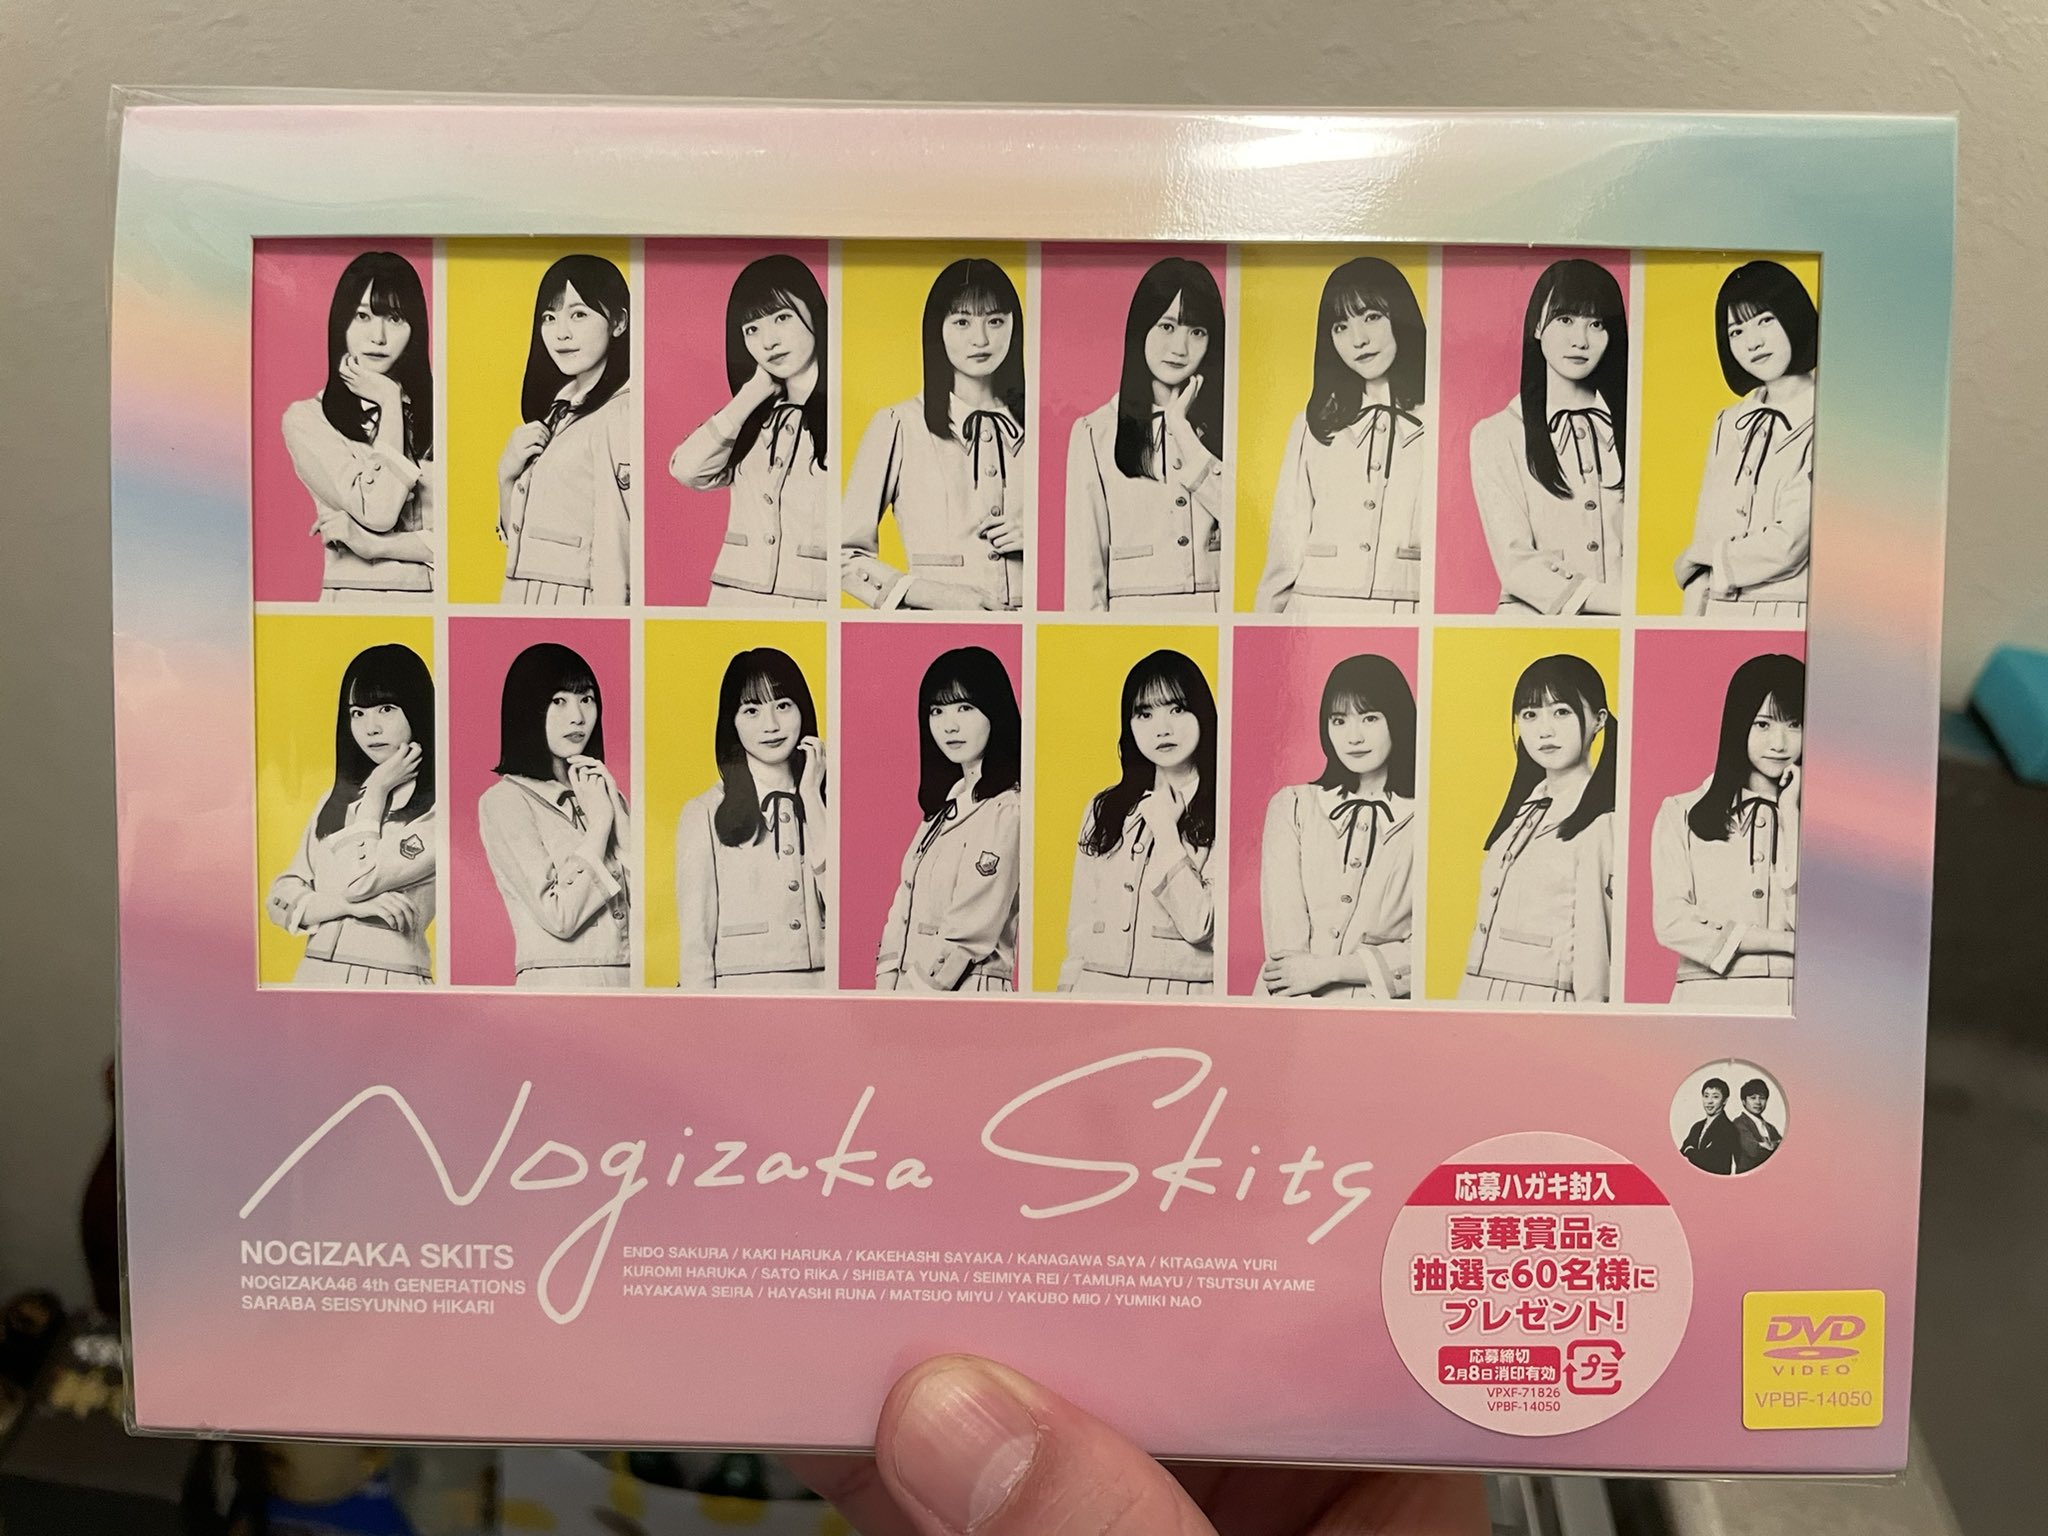 Nogizaka Skits
NOGIZAKA SKITS
NOGIZAKA46 4th GENERATIONS
SARABA SEISYUNNO HIKARI
ENDO SAKURA / KAKI HARUKA / KAKEHASHI SAYAKA / KANAGAWA SAYA / KITAGAWA YURI
KUROMI HARUKA / SATO RIKA / SHIBATA YUNA / SEIMIYA REI / TAMURA MAYU / TSUTSUI AYAME
HAYAKAWA SEIRA / HAYASHI RUNA / MATSUO MIYU / YAKUBO MIO / YUMIKI NAO
応募ハガキ封入
豪華賞品を
抽選で60名様に
プレゼント!
応募締切
2月8日消印有効
プラ
VPXF-71826
VPBF-14050
DVD
VIDEO
VPBF-14050